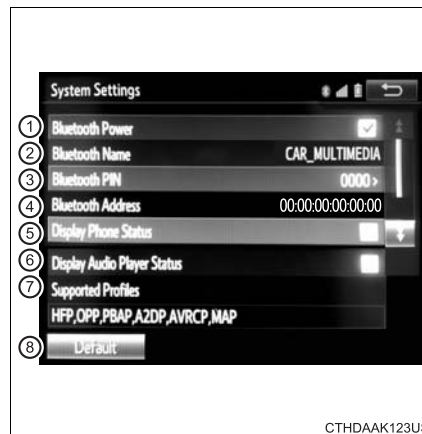 System Settings
① Bluetooth Power
② Bluetooth Name CAR_MULTIMEDIA
③ Bluetooth PIN 0000 >
④ Bluetooth Address 00:00:00:00:00:00
⑤ Display Phone Status
⑥ Display Audio Player Status
⑦ Supported Profiles
HFP,OPP,PBAP,A2DP,AVRCP,MAP
⑧ Default
CTHDAAK123US